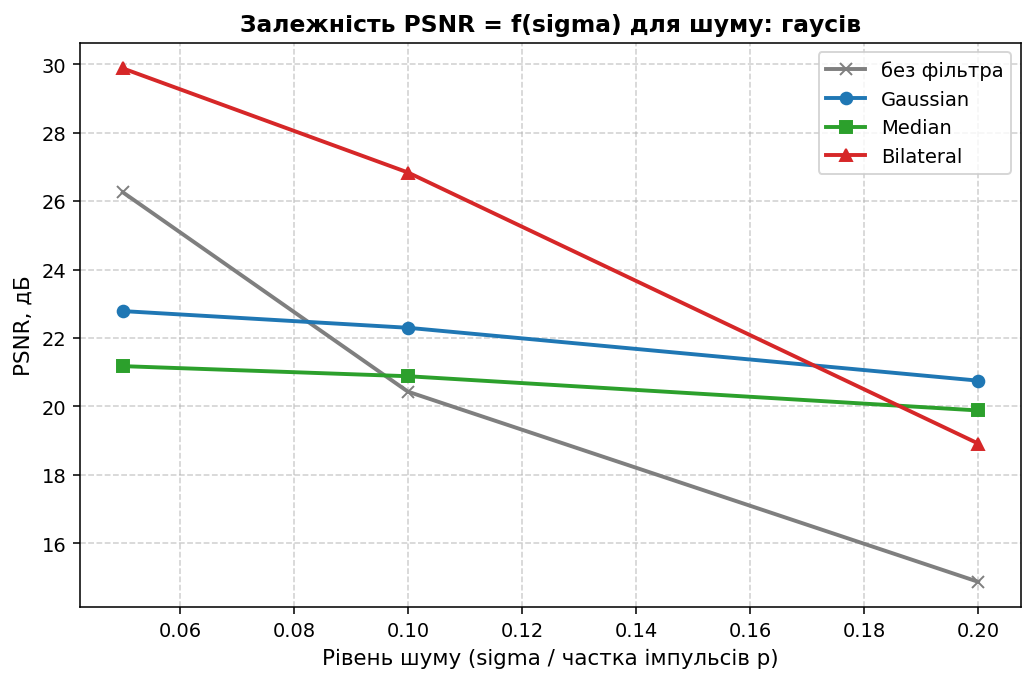 Залежність PSNR = f(sigma) для шуму: гаусів
30
28
26
24
22
20
18
16
PSNR, дБ
без фільтра
Gaussian
Median
Bilateral
0.06 0.08 0.10 0.12 0.14 0.16 0.18 0.20
Рівень шуму (sigma / частка імпульсів p)